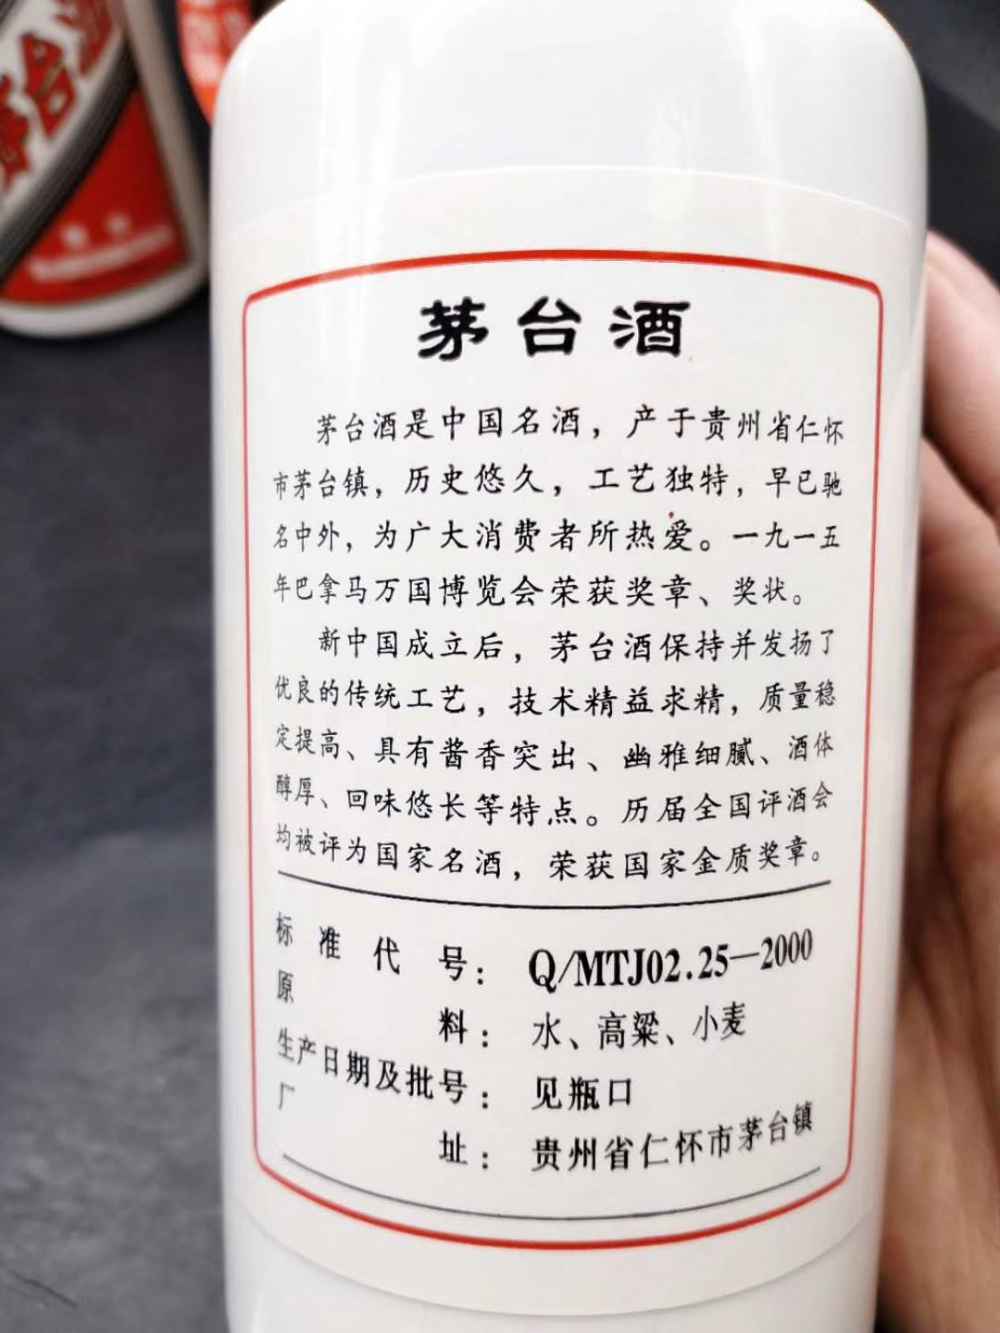 茅台酒
茅台酒是中国名酒，产于贵州省仁怀
市茅台镇，历史悠久，工艺独特，早已驰
名中外，为广大消费者所热爱。一九一五
年巴拿马万国博览会荣获奖章、奖状。
新中国成立后，茅台酒保持并发扬了
优良的传统工艺，技术精益求精，质量稳
定提高、具有酱香突出、幽雅细腻、酒体
醇厚、回味悠长等特点。历届全国评酒会
均被评为国家名酒，荣获国家金质奖章。
标准代号：Q/MTJ02.25—2000
原料：水、高粱、小麦
生产日期及批号：见瓶口
厂址：贵州省仁怀市茅台镇